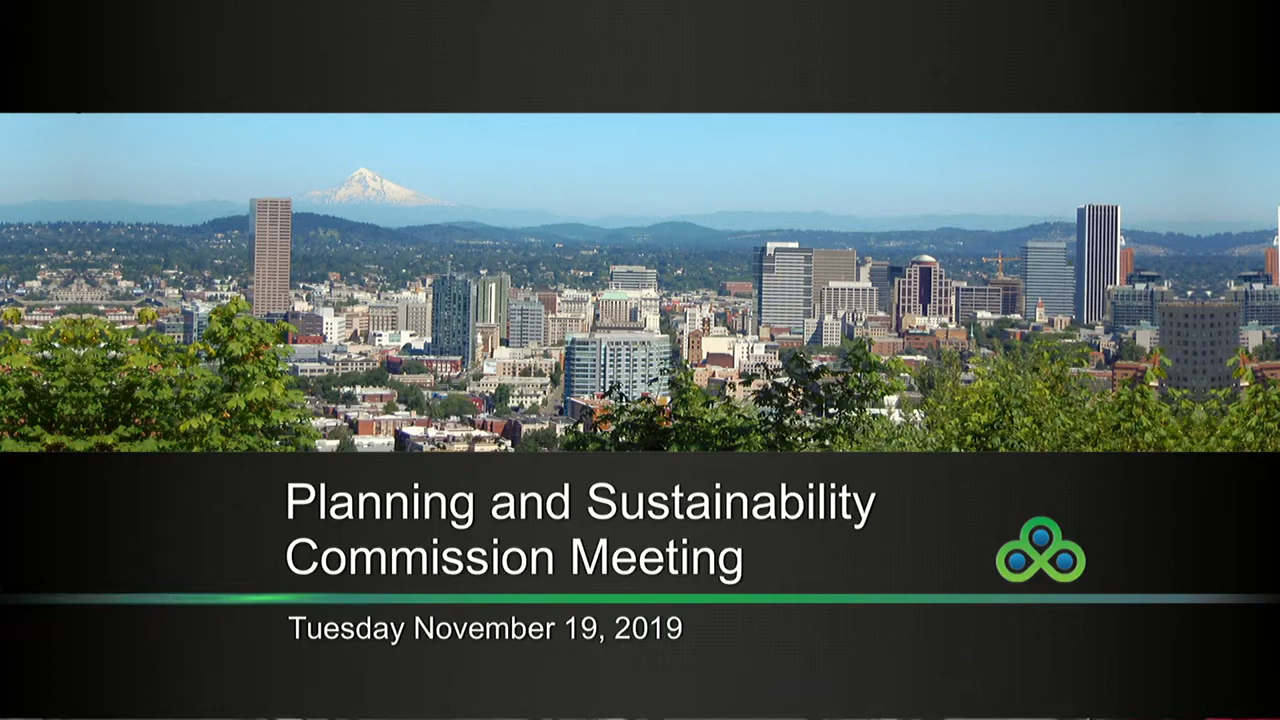 Planning and Sustainability
Commission Meeting
Tuesday November 19, 2019